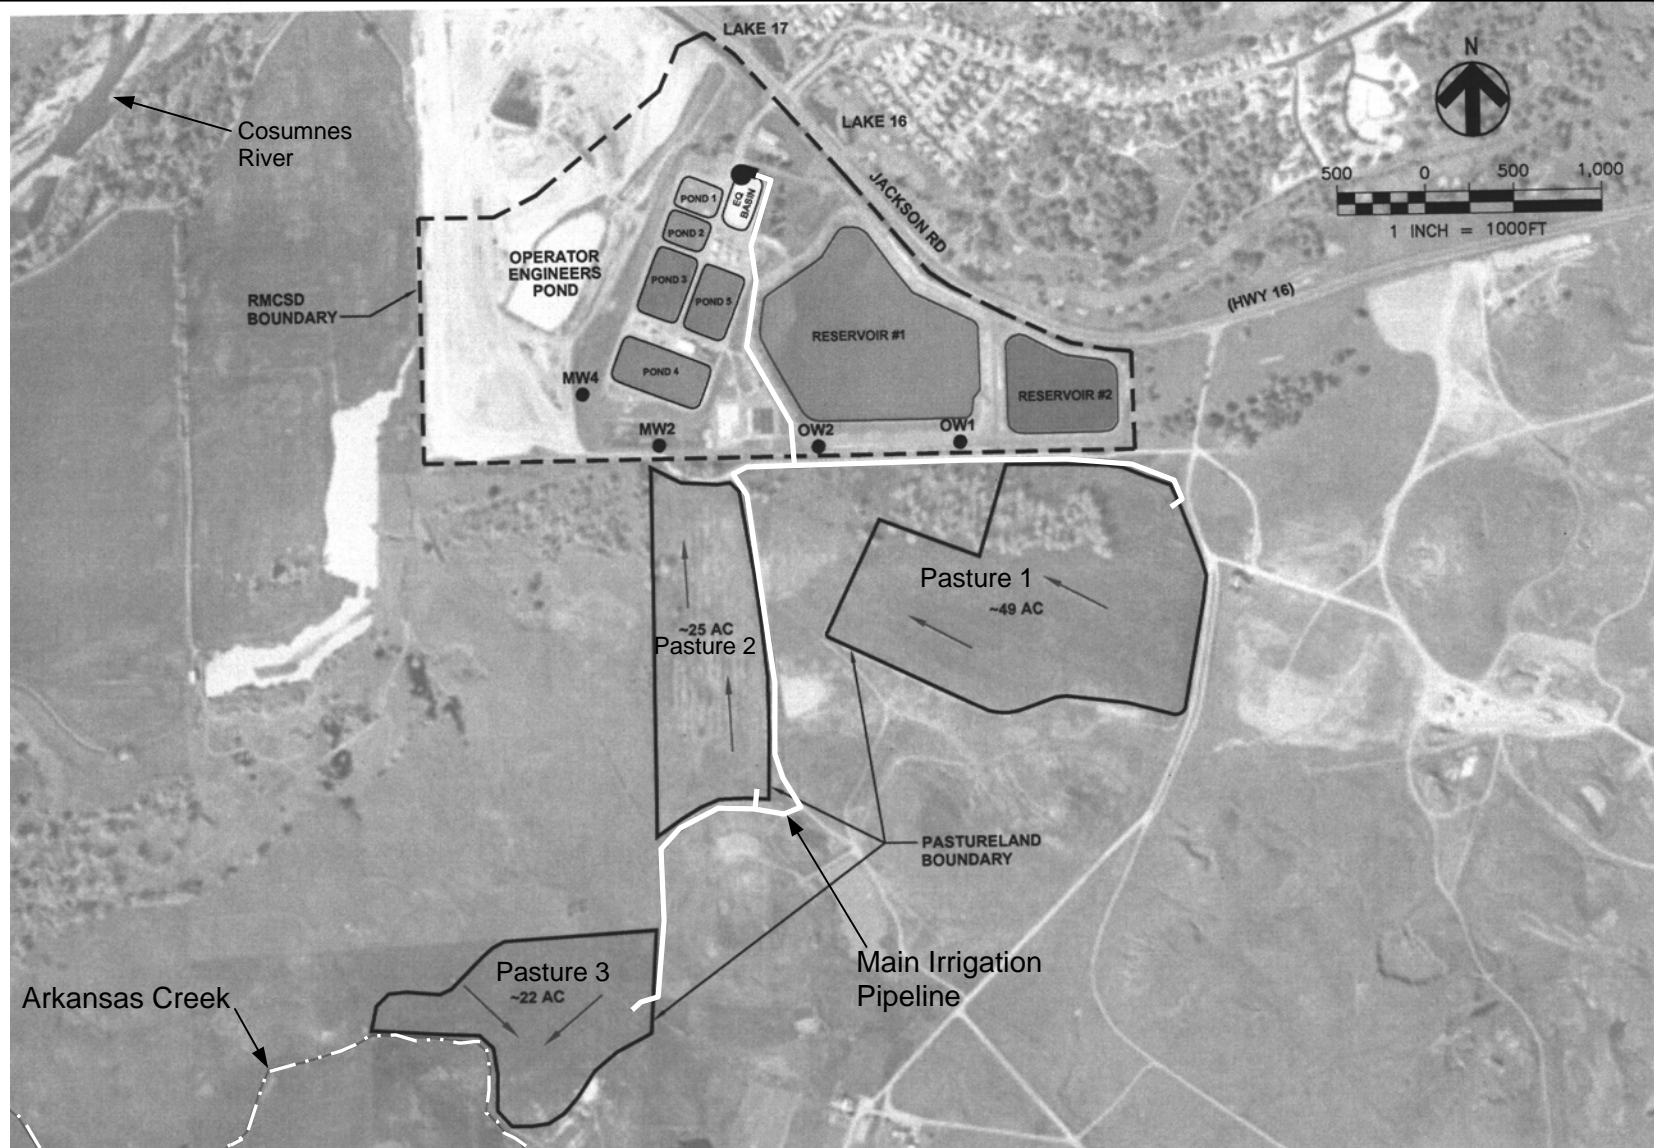 LAKE 17
N
Cosumnes
River
LAKE 16
500 0 500 1,000
1 INCH = 1000FT
JACKSON RD
POND 1
EQ
BASIN
POND 2
OPERATOR
ENGINEERS
POND
POND 3
POND 5
RMCSD
BOUNDARY
(HWY 16)
RESERVOIR #1
POND 4
MW4
RESERVOIR #2
MW2
OW2
OW1
Pasture 1
~49 AC
~25 AC
Pasture 2
PASTURELAND
BOUNDARY
Main Irrigation
Pipeline
Pasture 3
~22 AC
Arkansas Creek